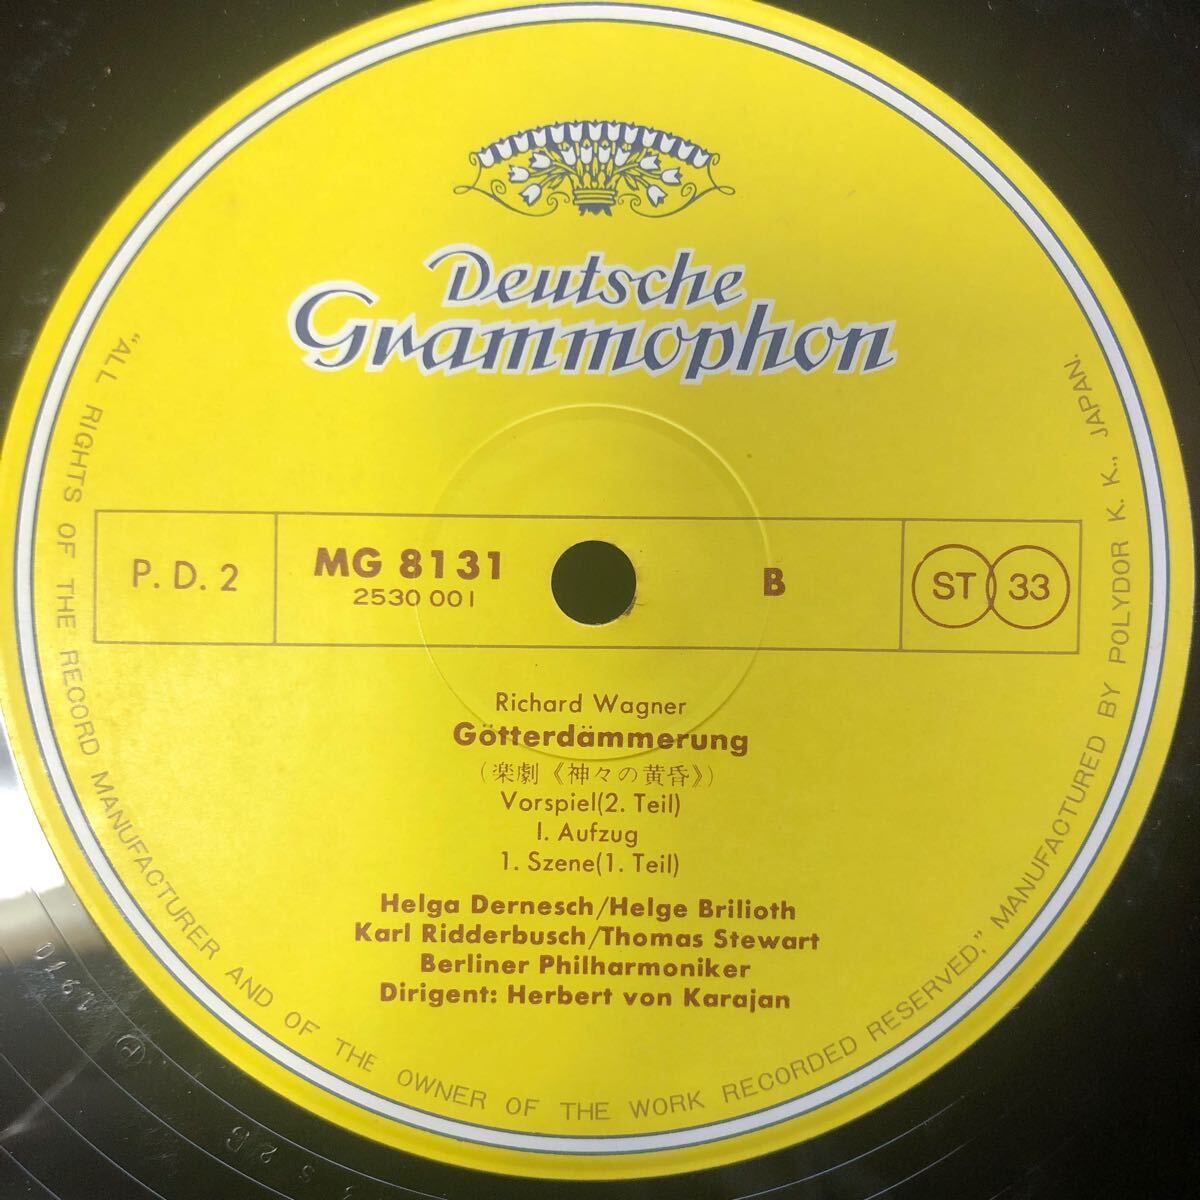 Deutsche
Grammophon
P. D. 2
MG 8131
2530 001
B
ST
33
Richard Wagner
Götterdämmerung
(楽劇《神々の黄昏》)
Vorspiel(2. Teil)
I. Aufzug
1. Szene(1. Teil)
Helga Dernesch/Helge Brilioth
Karl Ridderbusch/Thomas Stewart
Berliner Philharmoniker
Dirigent: Herbert von Karajan
"ALL RIGHTS OF THE RECORD MANUFACTURER AND OF THE OWNER OF THE WORK RECORDED RESERVED," MANUFACTURED BY POLYDOR K. K., JAPAN.